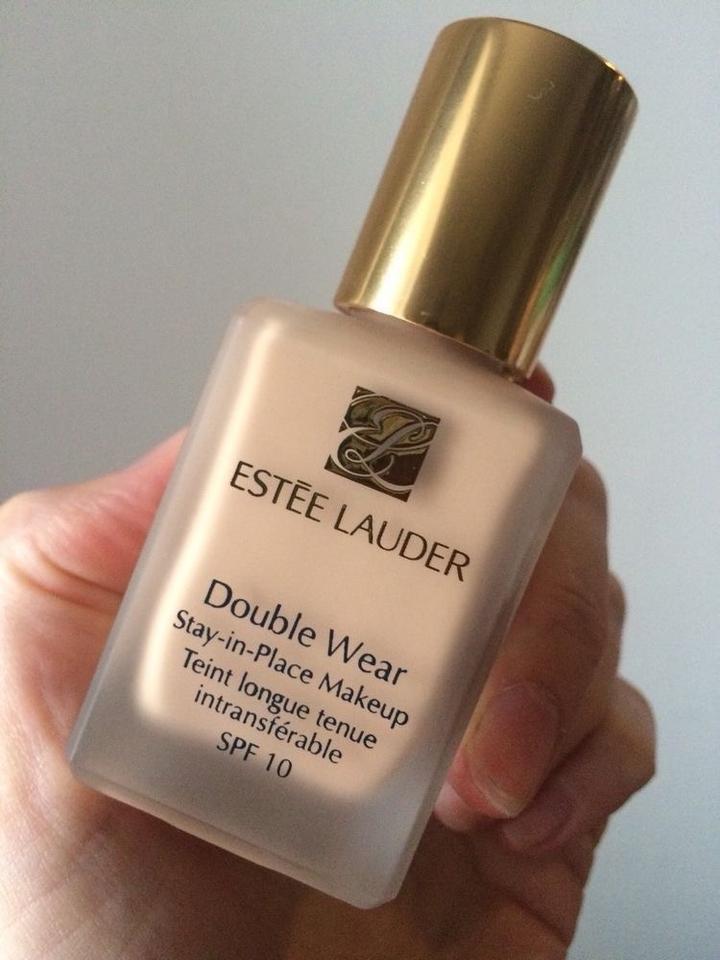 ESTĒE LAUDER
Double Wear
Stay-in-Place Makeup
Teint longue tenue
intransférable
SPF 10